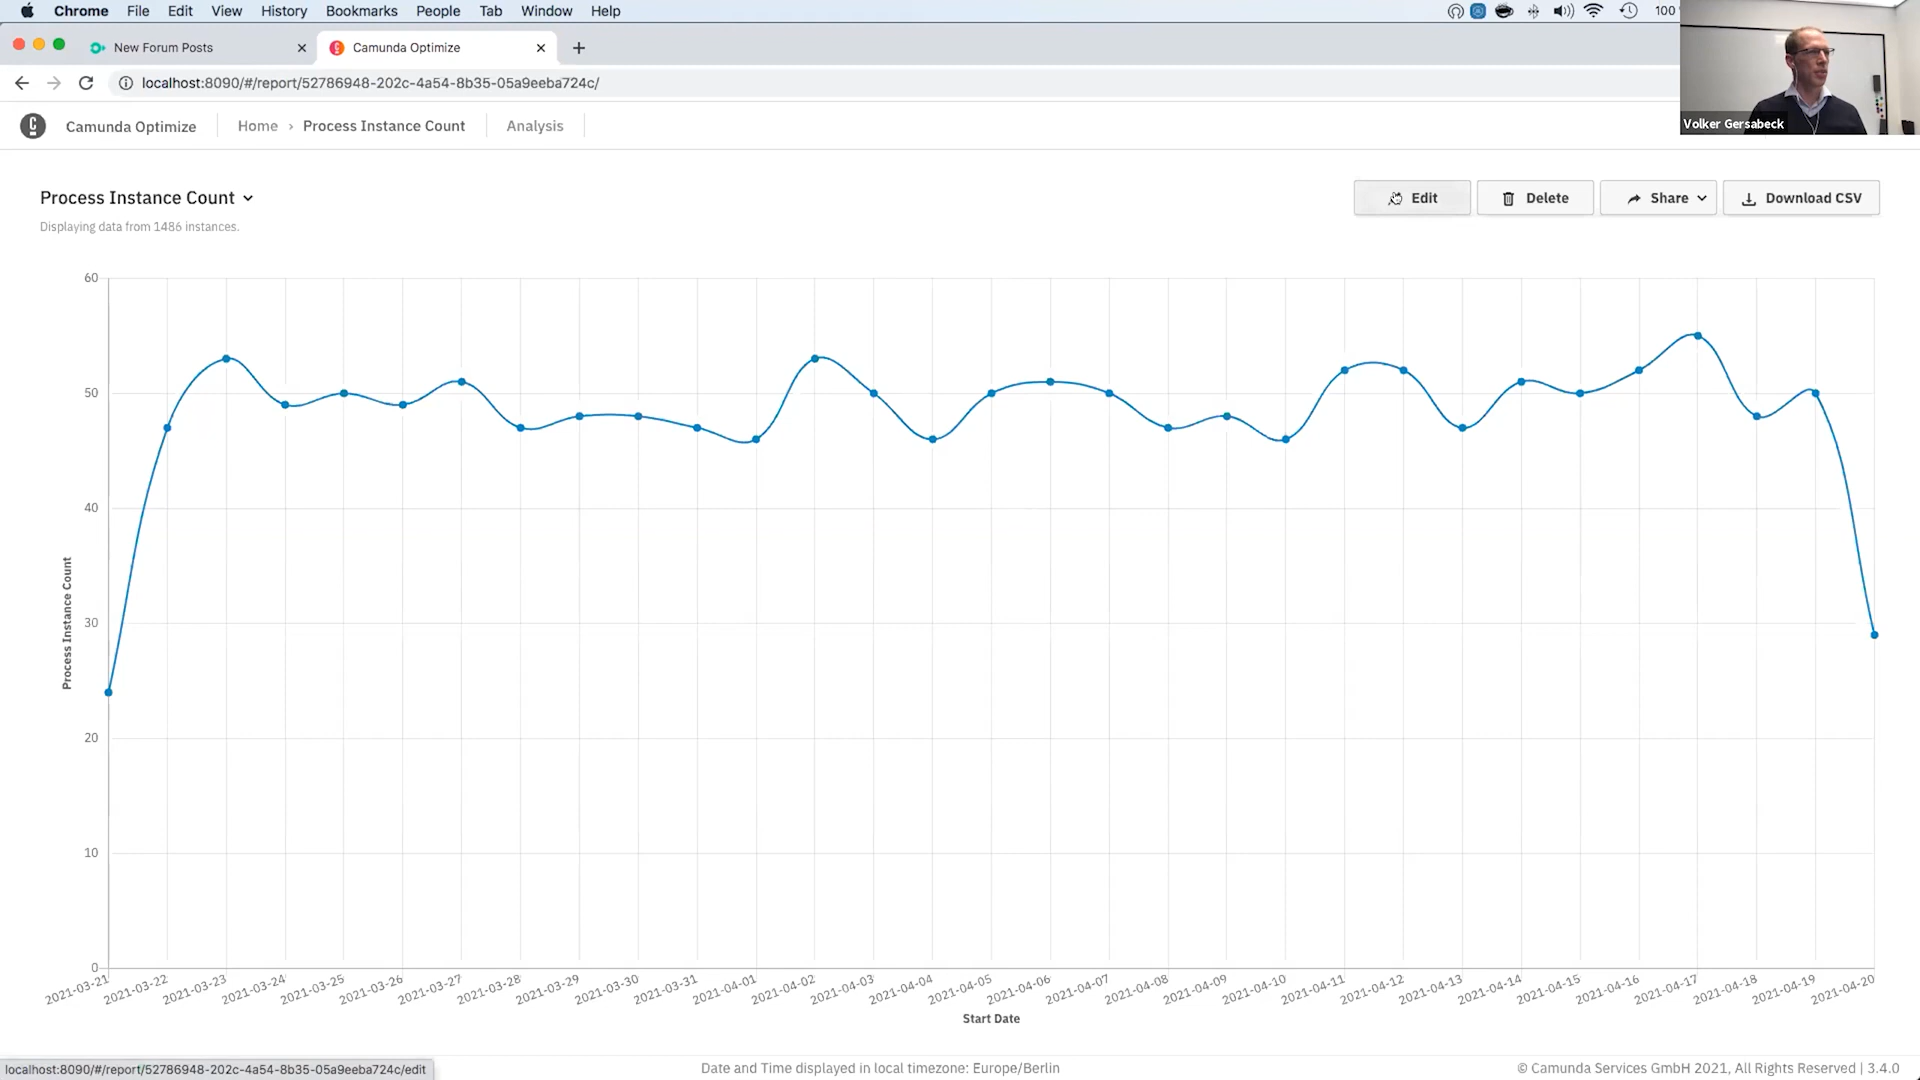 Chrome File Edit View History Bookmarks People Tab Window Help 100
New Forum Posts Camunda Optimize
localhost:8090/#/report/52786948-202c-4a54-8b35-05a9eeba724c/
Volker Gersabeck
Camunda Optimize Home › Process Instance Count Analysis
Process Instance Count Edit Delete Share Download CSV
Displaying data from 1486 instances.
60
50
40
30
20
10
0
Process Instance Count
2021-03-21 2021-03-22 2021-03-23 2021-03-24 2021-03-25 2021-03-26 2021-03-27 2021-03-28 2021-03-29 2021-03-30 2021-03-31 2021-04-01 2021-04-02 2021-04-03 2021-04-04 2021-04-05 2021-04-06 2021-04-07 2021-04-08 2021-04-09 2021-04-10 2021-04-11 2021-04-12 2021-04-13 2021-04-14 2021-04-15 2021-04-16 2021-04-17 2021-04-18 2021-04-19 2021-04-20
Start Date
localhost:8090/#/report/52786948-202c-4a54-8b35-05a9eeba724c/edit Date and Time displayed in local timezone: Europe/Berlin © Camunda Services GmbH 2021, All Rights Reserved | 3.4.0